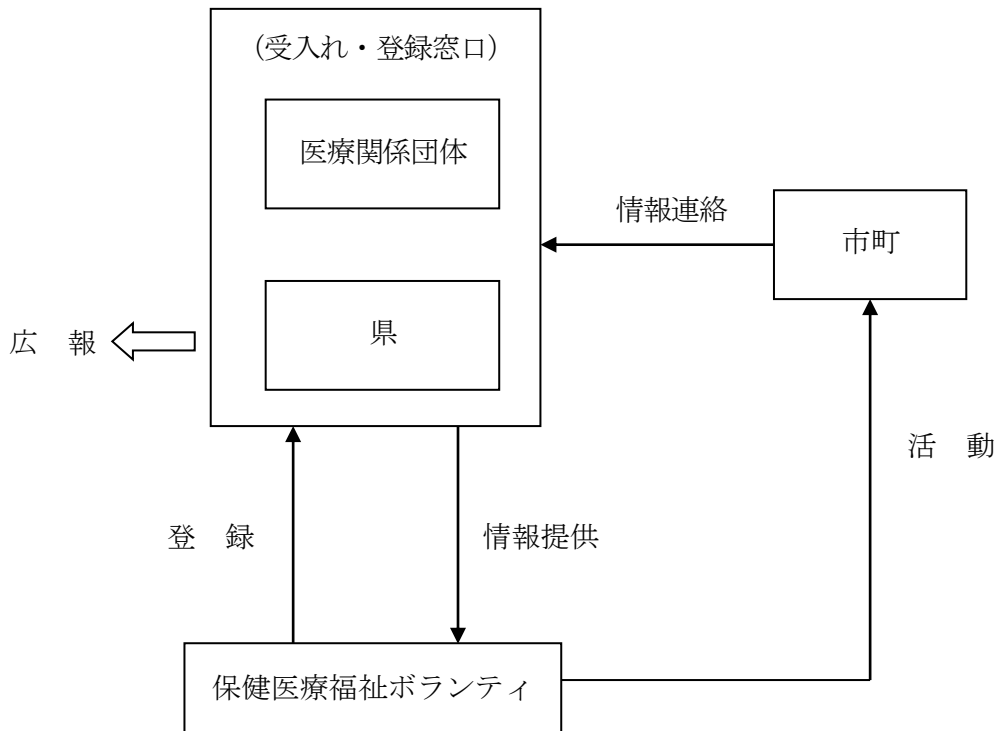 (受入れ・登録窓口)
医療関係団体
情報連絡
市町
県
広　報
活　動
登　録
情報提供
保健医療福祉ボランティ